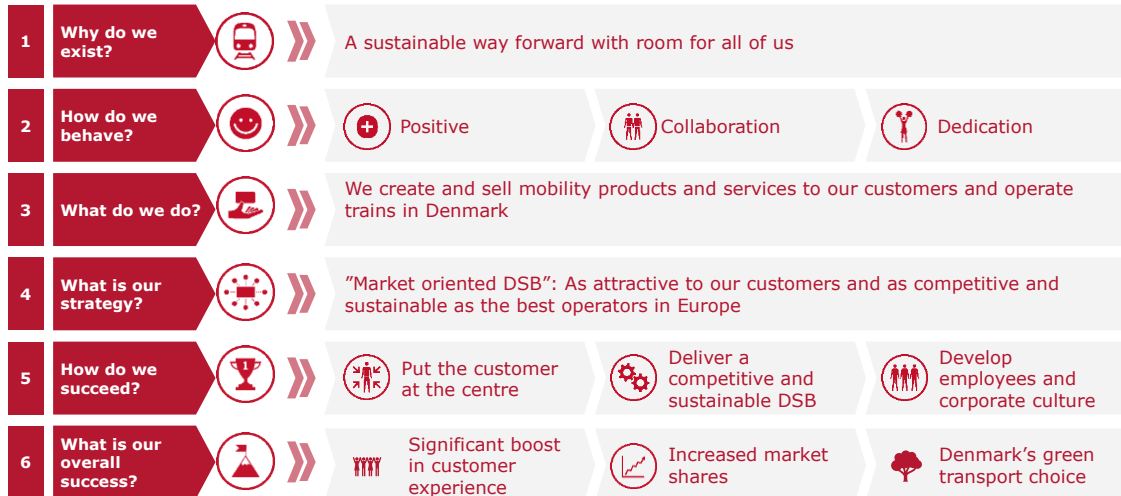 1
Why do we
exist?
A sustainable way forward with room for all of us
2
How do we
behave?
Positive
Collaboration
Dedication
3
What do we do?
We create and sell mobility products and services to our customers and operate
trains in Denmark
4
What is our
strategy?
”Market oriented DSB”: As attractive to our customers and as competitive and
sustainable as the best operators in Europe
5
How do we
succeed?
1
Put the customer
at the centre
Deliver a
competitive and
sustainable DSB
Develop
employees and
corporate culture
6
What is our
overall
success?
Significant boost
in customer
experience
Increased market
shares
Denmark’s green
transport choice